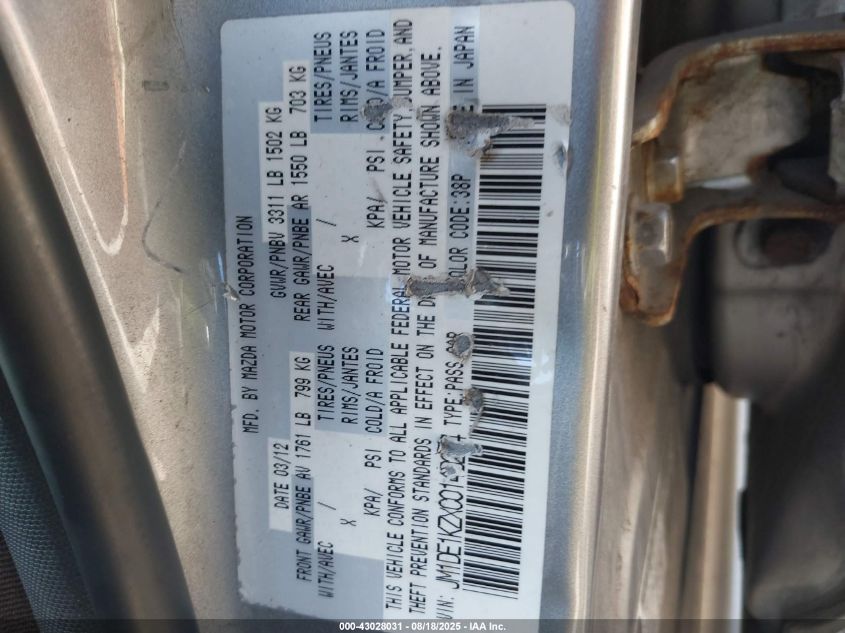 MFD. BY MAZDA MOTOR CORPORATION
DATE 03/12 GVWR/PNBV 3311 LB 1502 KG
FRONT GAWR/PNBE AV 1761 LB 799 KG REAR GAWR/PNBE AR 1550 LB 703 KG
WITH/AVEC / TIRES/PNEUS WITH/AVEC / TIRES/PNEUS
X RIMS/JANTES X RIMS/JANTES
KPA/ PSI COLD/A FROID KPA/ PSI COLD/A FROID
THIS VEHICLE CONFORMS TO ALL APPLICABLE FEDERAL MOTOR VEHICLE SAFETY, BUMPER, AND
THEFT PREVENTION STANDARDS IN EFFECT ON THE OF MANUFACTURE SHOWN ABOVE.
VIN: TYPE:PASS CAR COLOR CODE:38P IN JAPAN
000-43028031 - 08/18/2025 - IAA Inc.